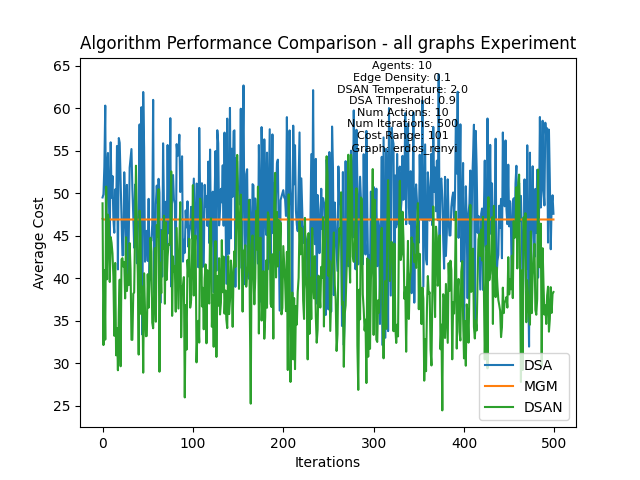 Algorithm Performance Comparison - all graphs Experiment
Agents: 10
Edge Density: 0.1
DSAN Temperature: 2.0
DSA Threshold: 0.9
Num Actions: 10
Num Iterations: 500
Cost Range: 101
Graph: erdos_renyi
Average Cost
65
60
55
50
45
40
35
30
25
DSA
MGM
DSAN
0 100 200 300 400 500
Iterations